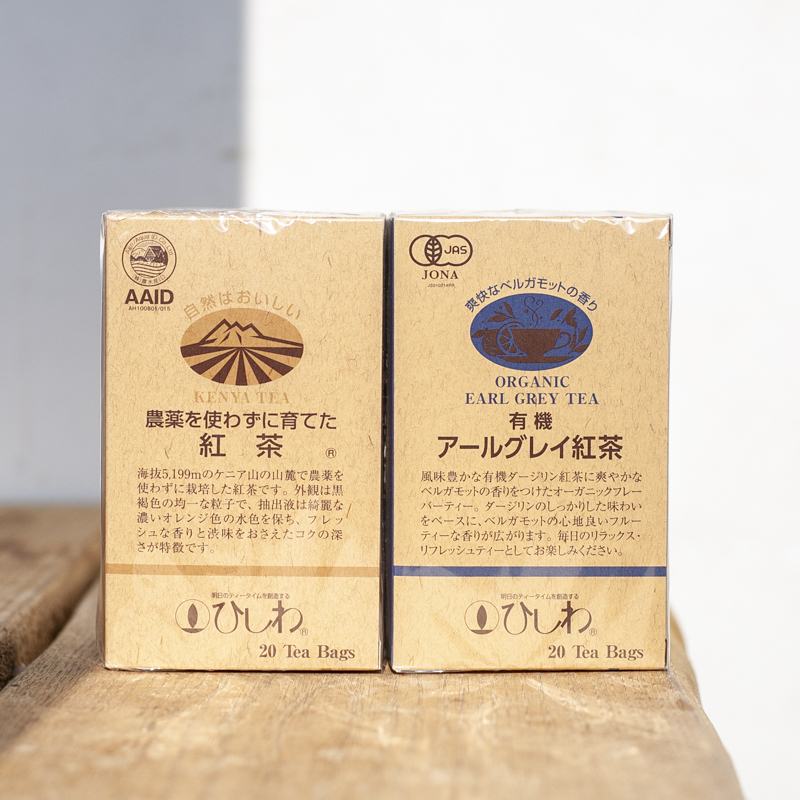 AAID
AH100801/015
自然はおいしい
KENYA TEA
農薬を使わずに育てた
紅茶
®
海抜5,199mのケニア山の山麓で農薬を
使わずに栽培した紅茶です。外観は黒
褐色の均一な粒子で、抽出液は綺麗な
濃いオレンジ色の水色を保ち、フレッ
シュな香りと渋味をおさえたコクの深
さが特徴です。
明日のティータイムを創造する
ひしわ®
20 Tea Bags
JAS
JONA
爽快なベルガモットの香り
ORGANIC
EARL GREY TEA
有機
アールグレイ紅茶
風味豊かな有機ダージリン紅茶に爽やかな
ベルガモットの香りをつけたオーガニックフレー
バーティー。ダージリンのしっかりした味わい
をベースに、ベルガモットの心地良いフルー
ティーな香りが広がります。毎日のリラックス・
リフレッシュティーとしてお楽しみください。
明日のティータイムを創造する
ひしわ®
20 Tea Bags